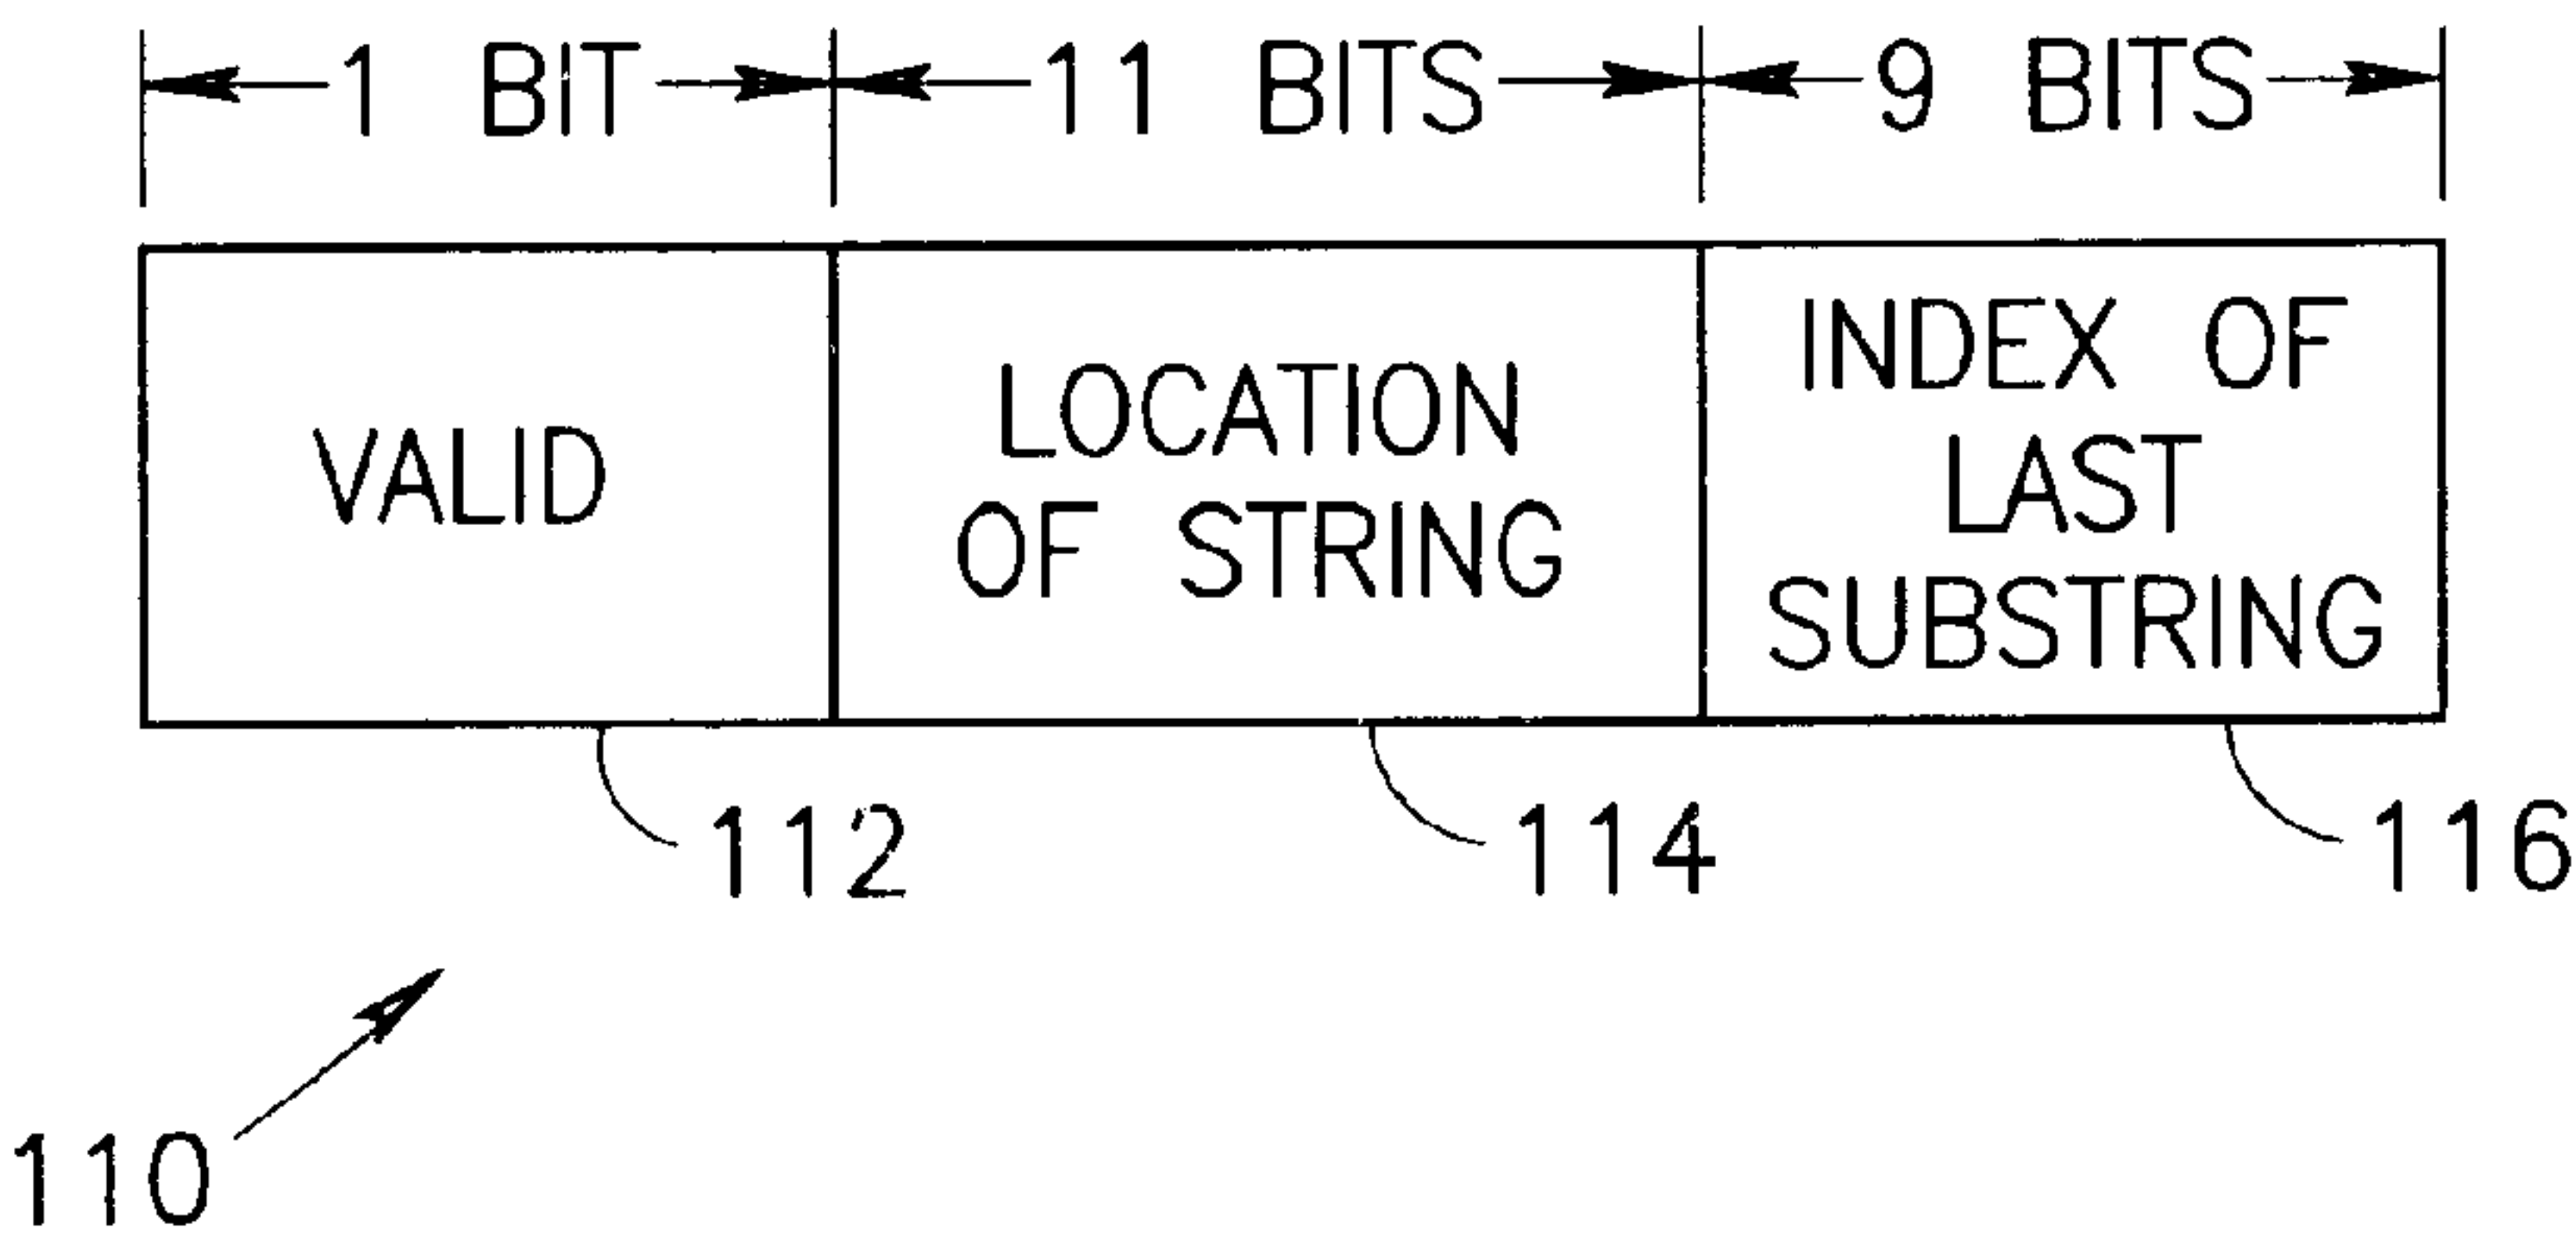 1 BIT 11 BITS 9 BITS
VALID
LOCATION
OF STRING
INDEX OF
LAST
SUBSTRING
112 114 116
110